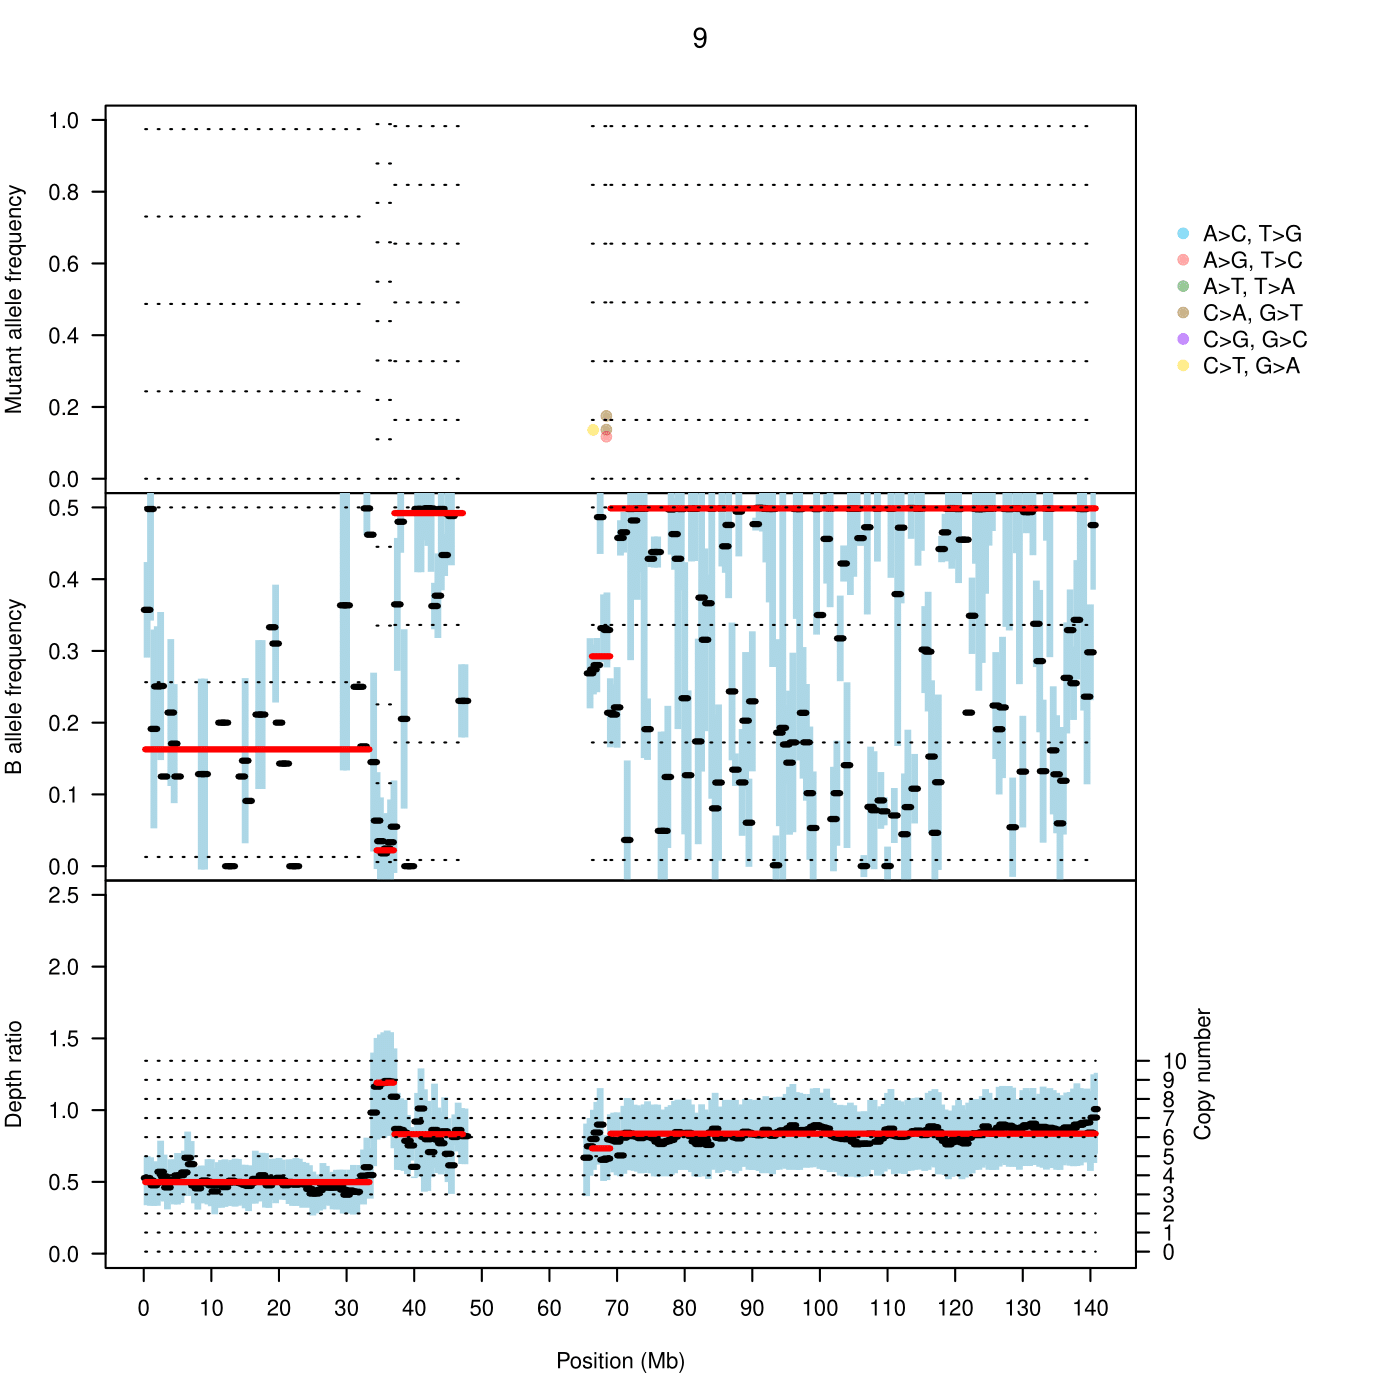 9
Mutant allele frequency
1.0
0.8
0.6
0.4
0.2
0.0
A>C, T>G
A>G, T>C
A>T, T>A
C>A, G>T
C>G, G>C
C>T, G>A
B allele frequency
0.5
0.4
0.3
0.2
0.1
0.0
Depth ratio
2.5
2.0
1.5
1.0
0.5
0.0
Copy number
10
9
8
7
6
5
4
3
2
1
0
0 10 20 30 40 50 60 70 80 90 100 110 120 130 140
Position (Mb)